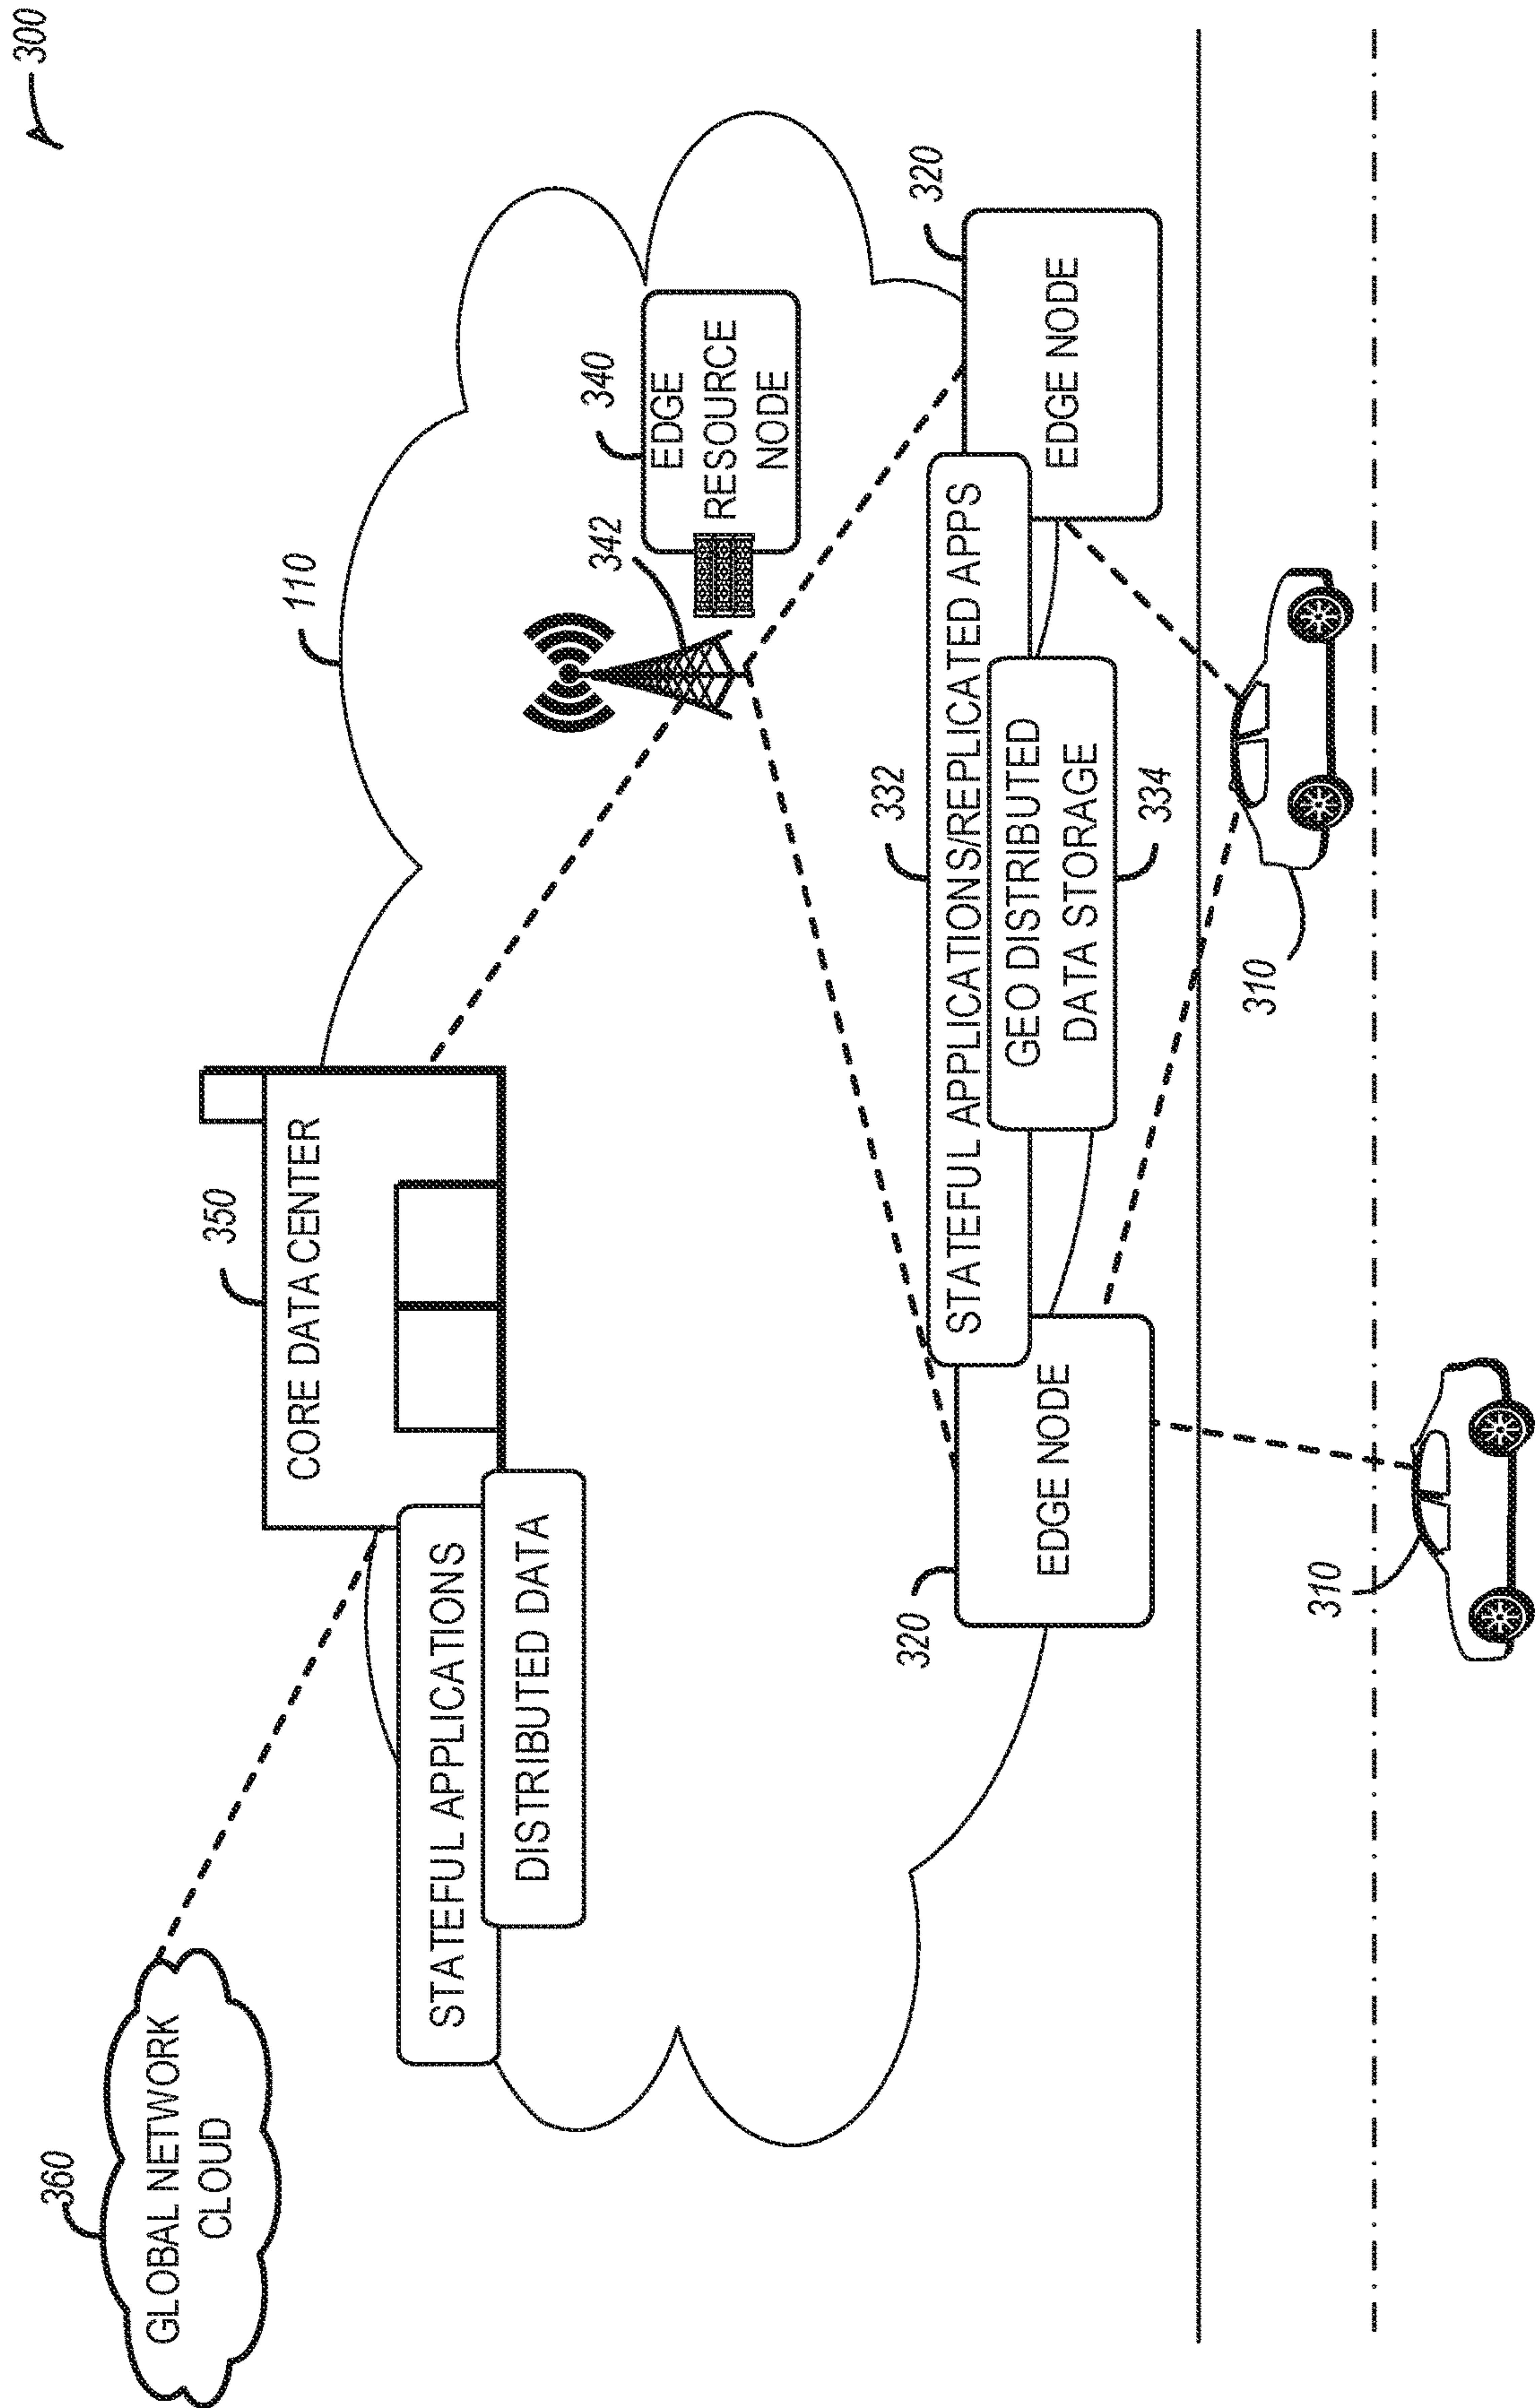 300
360
GLOBAL NETWORK
CLOUD
350
CORE DATA CENTER
STATEFUL APPLICATIONS
DISTRIBUTED DATA
110
342
340
EDGE
RESOURCE
NODE
320
EDGE NODE
332
STATEFUL APPLICATIONS/REPLICATED APPS
GEO DISTRIBUTED
DATA STORAGE
334
320
EDGE NODE
310
310